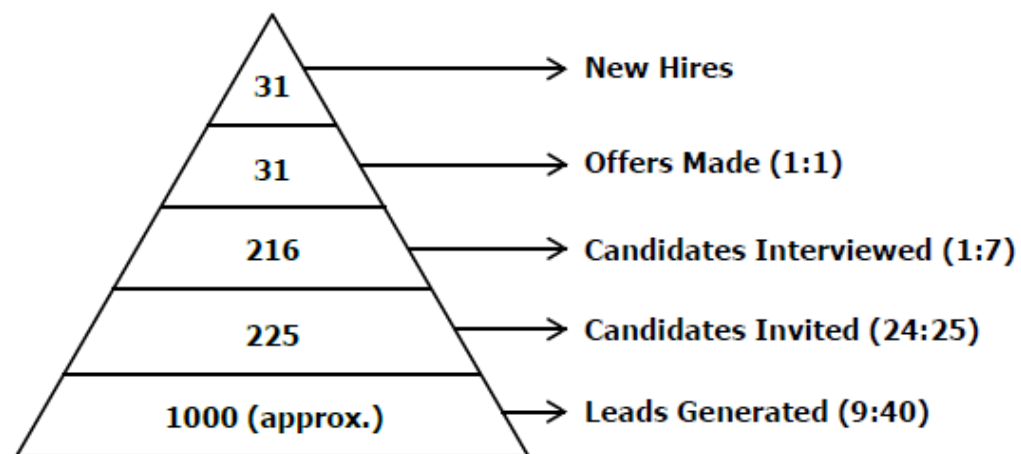 31
New Hires
31
Offers Made (1:1)
216
Candidates Interviewed (1:7)
225
Candidates Invited (24:25)
1000 (approx.)
Leads Generated (9:40)